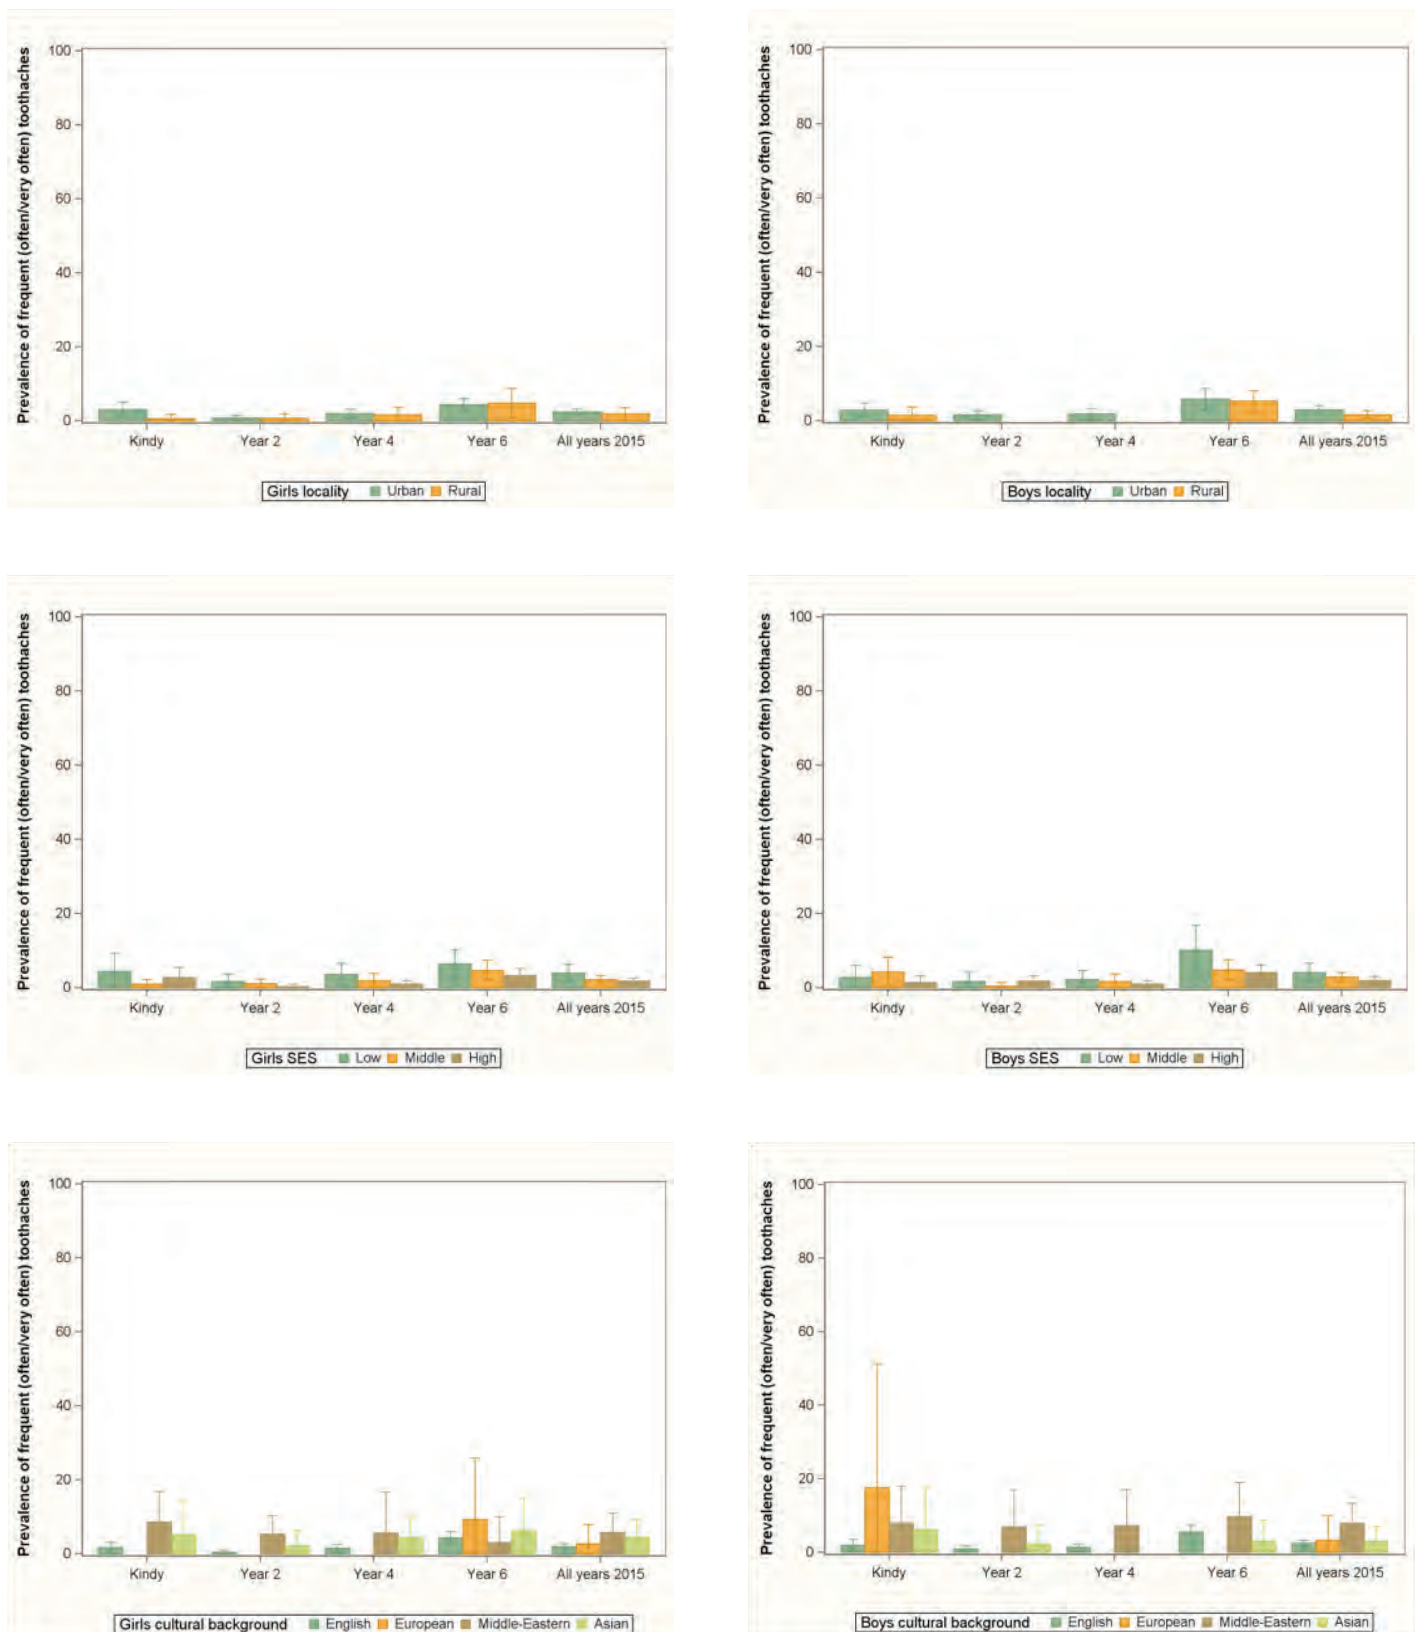 Prevalence of frequent (often/very often) toothaches
100
80
60
40
20
0
Kindy Year 2 Year 4 Year 6 All years 2015
Girls locality Urban Rural
Prevalence of frequent (often/very often) toothaches
100
80
60
40
20
0
Kindy Year 2 Year 4 Year 6 All years 2015
Boys locality Urban Rural
Prevalence of frequent (often/very often) toothaches
100
80
60
40
20
0
Kindy Year 2 Year 4 Year 6 All years 2015
Girls SES Low Middle High
Prevalence of frequent (often/very often) toothaches
100
80
60
40
20
0
Kindy Year 2 Year 4 Year 6 All years 2015
Boys SES Low Middle High
Prevalence of frequent (often/very often) toothaches
100
80
60
40
20
0
Kindy Year 2 Year 4 Year 6 All years 2015
Girls cultural background English European Middle-Eastern Asian
Prevalence of frequent (often/very often) toothaches
100
80
60
40
20
0
Kindy Year 2 Year 4 Year 6 All years 2015
Boys cultural background English European Middle-Eastern Asian